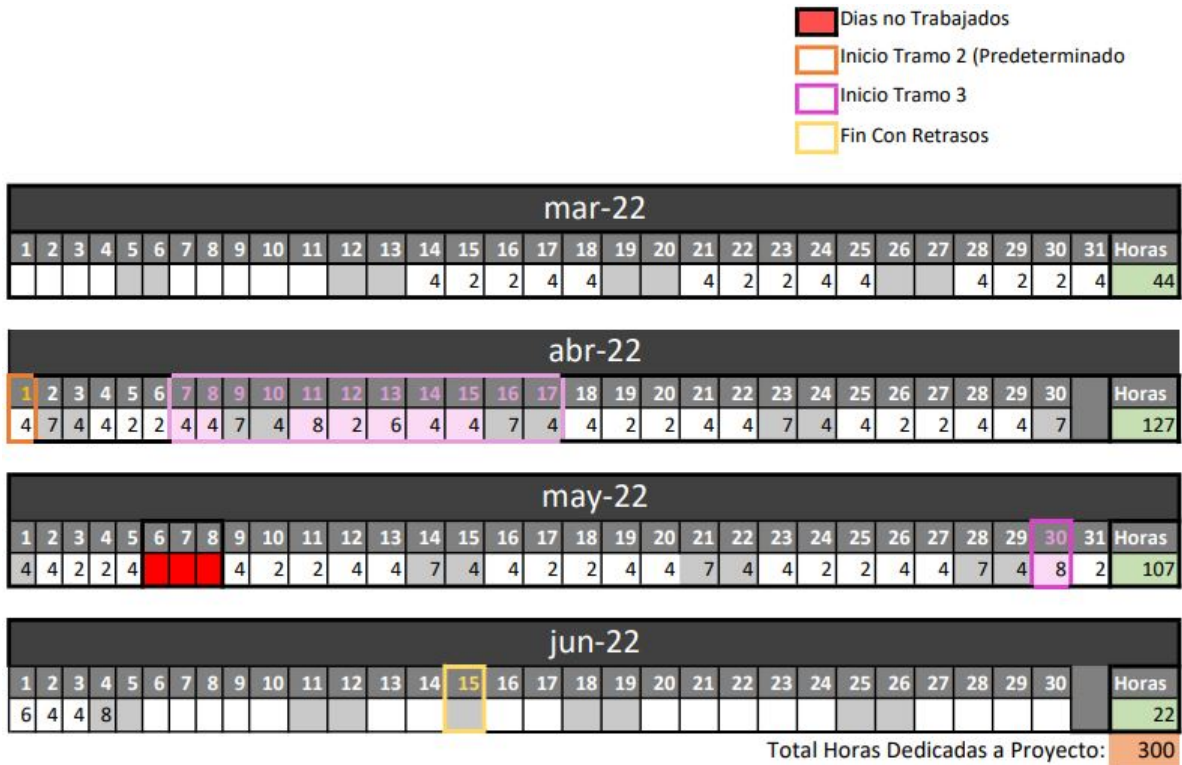 Dias no Trabajados
Inicio Tramo 2 (Predeterminado
Inicio Tramo 3
Fin Con Retrasos
mar-22
1 2 3 4 5 6 7 8 9 10 11 12 13 14 15 16 17 18 19 20 21 22 23 24 25 26 27 28 29 30 31 Horas
4 2 2 4 4 4 2 2 4 4 4 2 2 4 44
abr-22
1 2 3 4 5 6 7 8 9 10 11 12 13 14 15 16 17 18 19 20 21 22 23 24 25 26 27 28 29 30 Horas
4 7 4 4 2 2 4 4 7 4 8 2 6 4 4 7 4 4 2 2 4 4 7 4 4 2 2 4 4 7 127
may-22
1 2 3 4 5 6 7 8 9 10 11 12 13 14 15 16 17 18 19 20 21 22 23 24 25 26 27 28 29 30 31 Horas
4 4 2 2 4 4 2 2 4 4 7 4 4 2 2 4 4 7 4 4 2 2 4 4 7 4 8 2 107
jun-22
1 2 3 4 5 6 7 8 9 10 11 12 13 14 15 16 17 18 19 20 21 22 23 24 25 26 27 28 29 30 Horas
6 4 4 8 22
Total Horas Dedicadas a Proyecto: 300